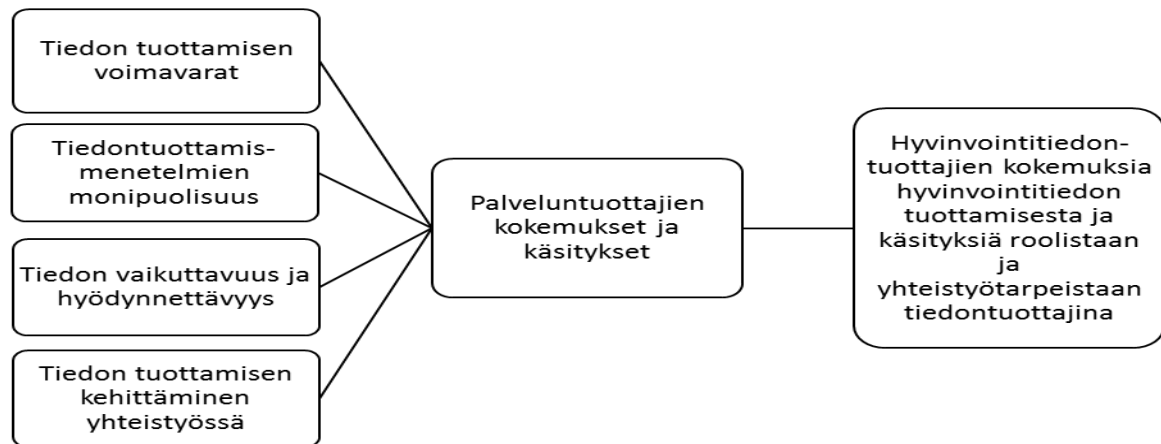 Tiedon tuottamisen
voimavarat
Tiedontuottamis-
menetelmien
monipuolisuus
Tiedon vaikuttavuus ja
hyödynnettävyys
Tiedon tuottamisen
kehittäminen
yhteistyössä
Palveluntuottajien
kokemukset ja
käsitykset
Hyvinvointitiedon-
tuottajien kokemuksia
hyvinvointitiedon
tuottamisesta ja
käsityksiä roolistaan
ja
yhteistyötarpeistaan
tiedontuottajina